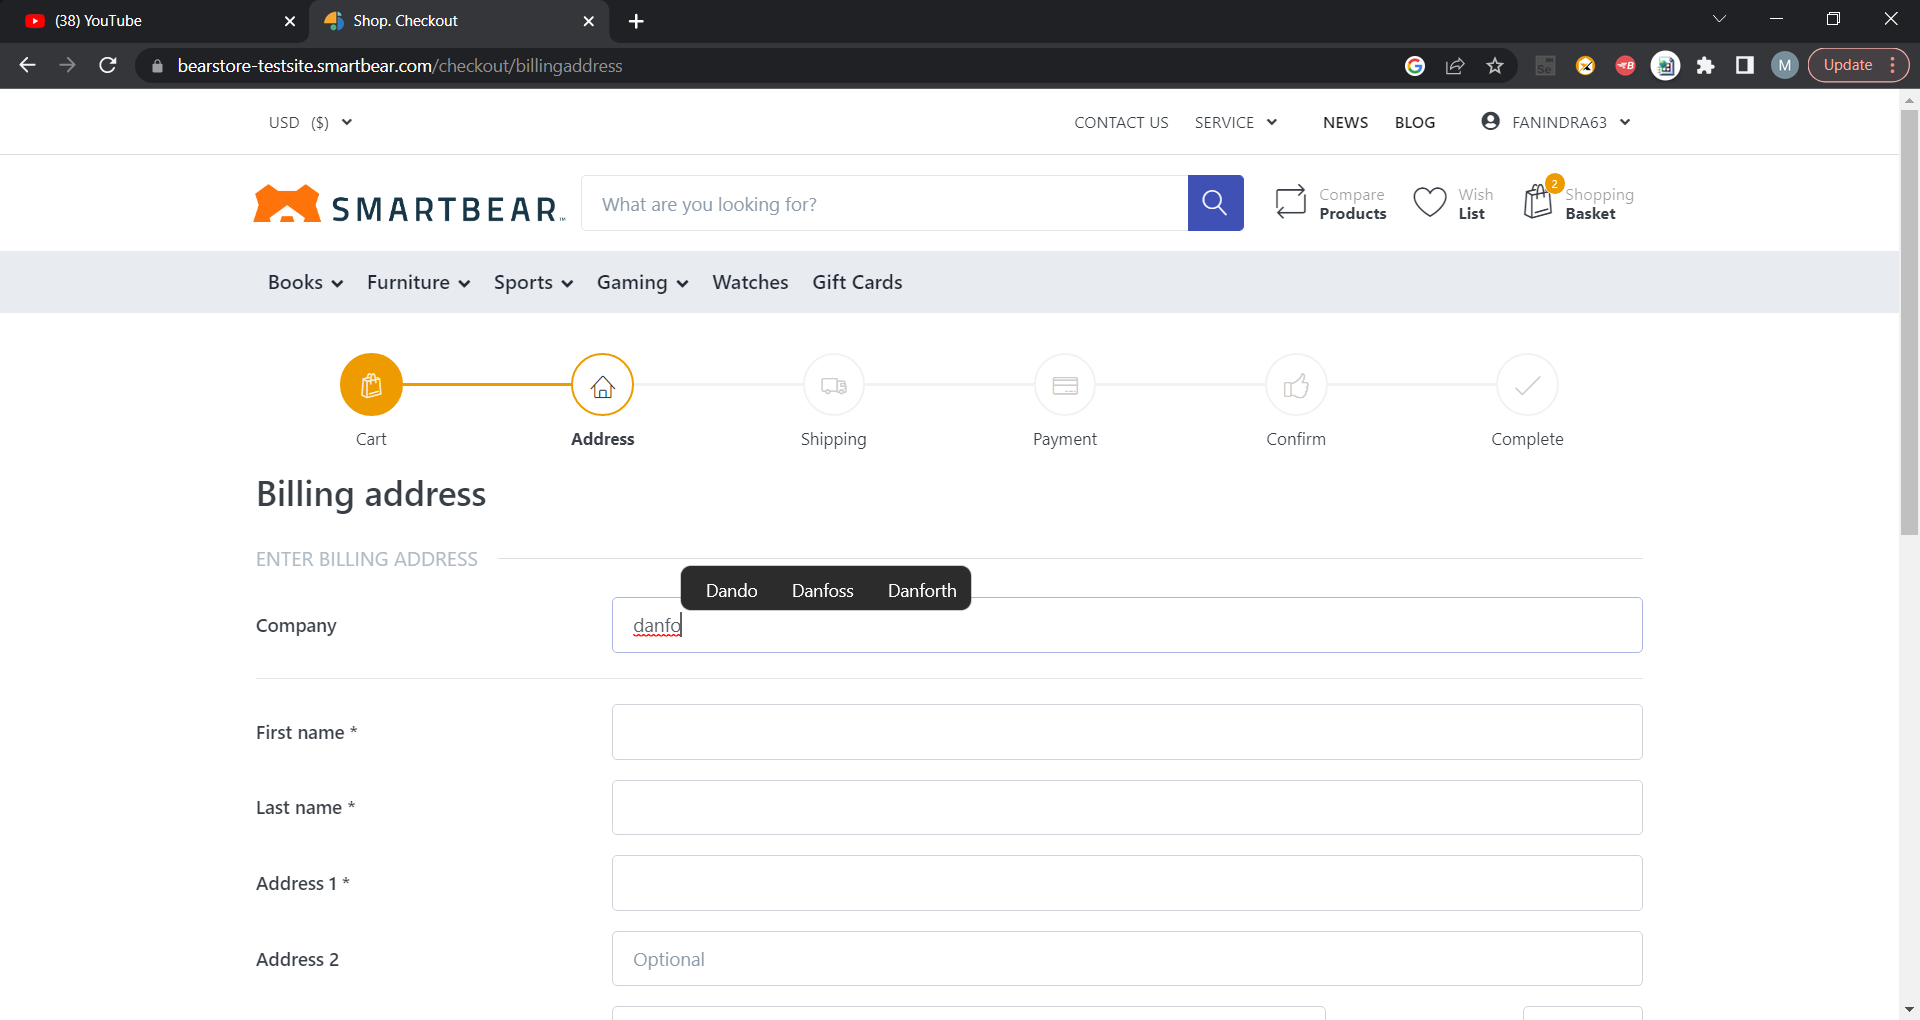 (38) YouTube
Shop. Checkout
bearstore-testsite.smartbear.com/checkout/billingaddress
Se
B
M
Update
USD ($)
CONTACT US
SERVICE
NEWS
BLOG
FANINDRA63
SMARTBEAR™
What are you looking for?
Compare
Products
Wish
List
2
Shopping
Basket
Books
Furniture
Sports
Gaming
Watches
Gift Cards
Cart
Address
Shipping
Payment
Confirm
Complete
Billing address
ENTER BILLING ADDRESS
Dando Danfoss Danforth
Company
danfo
First name *
Last name *
Address 1 *
Address 2
Optional